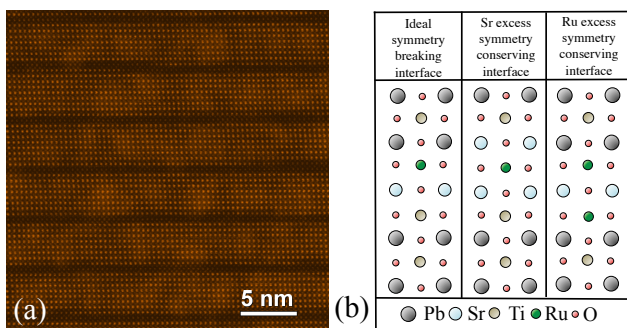 (a)
5 nm
(b)
Ideal
symmetry
breaking
interface
Sr excess
symmetry
conserving
interface
Ru excess
symmetry
conserving
interface
Pb Sr Ti Ru O